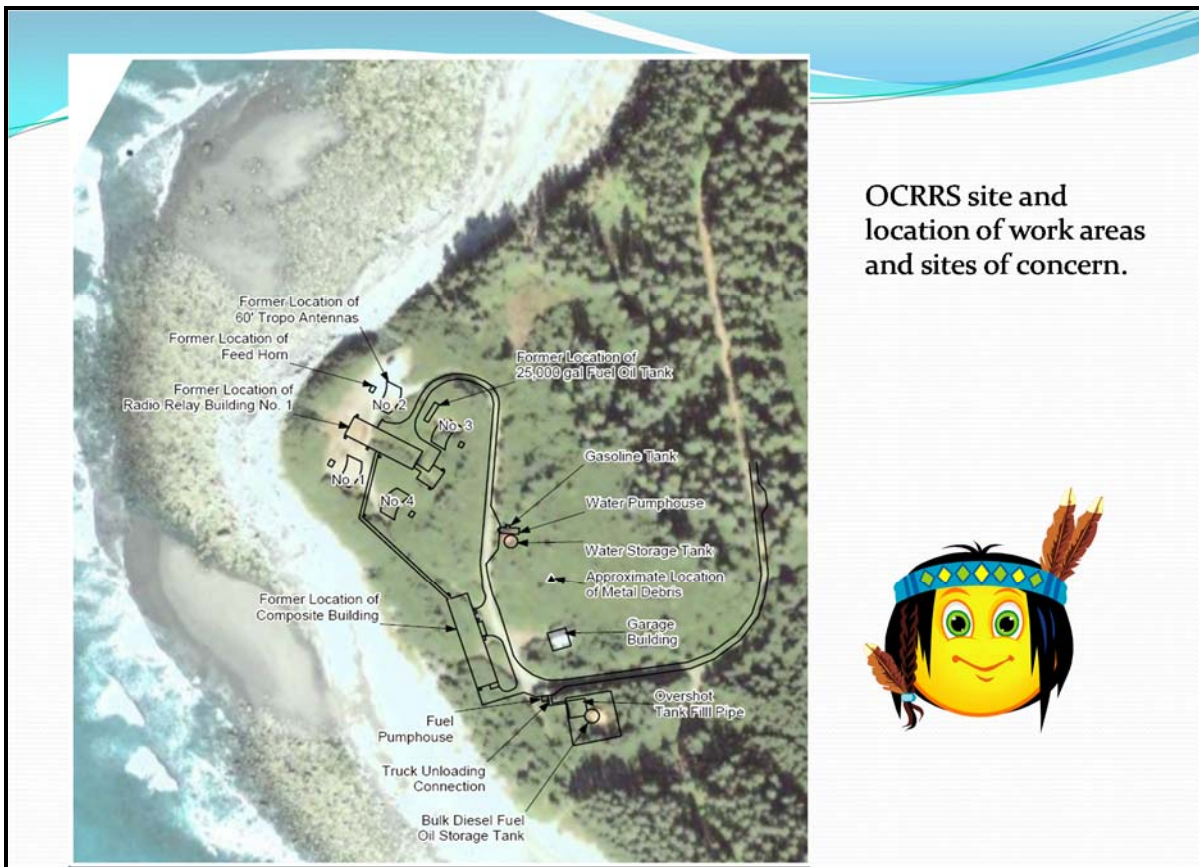 OCRRS site and
location of work areas
and sites of concern.
Former Location of
60' Tropo Antennas
Former Location of
Feed Horn
Former Location of
25,000 gal Fuel Oil Tank
Former Location of
Radio Relay Building No. 1
No. 2
No. 3
No. 1
No. 4
Gasoline Tank
Water Pumphouse
Water Storage Tank
Approximate Location
of Metal Debris
Former Location of
Composite Building
Garage
Building
Overshot
Tank Filll Pipe
Fuel
Pumphouse
Truck Unloading
Connection
Bulk Diesel Fuel
Oil Storage Tank